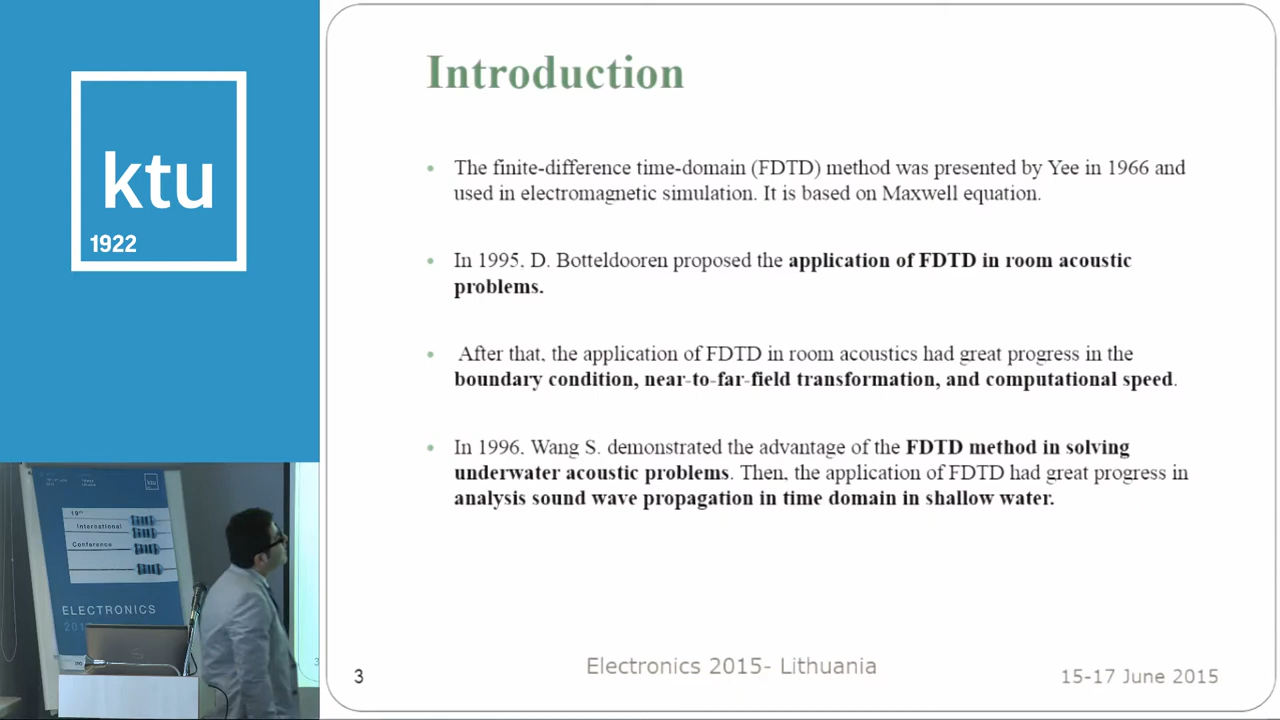 ktu
1922
Introduction
The finite-difference time-domain (FDTD) method was presented by Yee in 1966 and
used in electromagnetic simulation. It is based on Maxwell equation.
In 1995, D. Botteldooren proposed the application of FDTD in room acoustic
problems.
After that, the application of FDTD in room acoustics had great progress in the
boundary condition, near-to-far-field transformation, and computational speed.
In 1996, Wang S. demonstrated the advantage of the FDTD method in solving
underwater acoustic problems. Then, the application of FDTD had great progress in
analysis sound wave propagation in time domain in shallow water.
3
Electronics 2015- Lithuania
15-17 June 2015
ktu
19th
International
Conference
ELECTRONICS
3